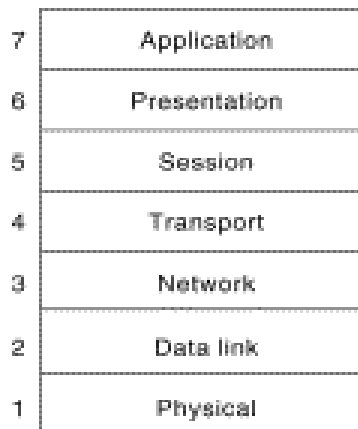 7 Application
6 Presentation
5 Session
4 Transport
3 Network
2 Data link
1 Physical